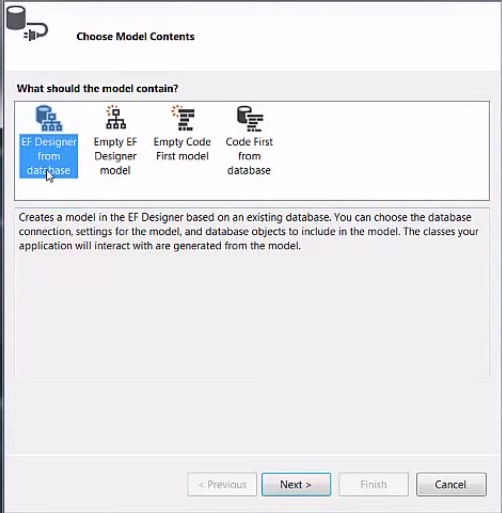 Choose Model Contents
What should the model contain?
EF Designer
from
database
Empty EF
Designer
model
Empty Code
First model
Code First
from
database
Creates a model in the EF Designer based on an existing database. You can choose the database
connection, settings for the model, and database objects to include in the model. The classes your
application will interact with are generated from the model.
< Previous
Next >
Finish
Cancel